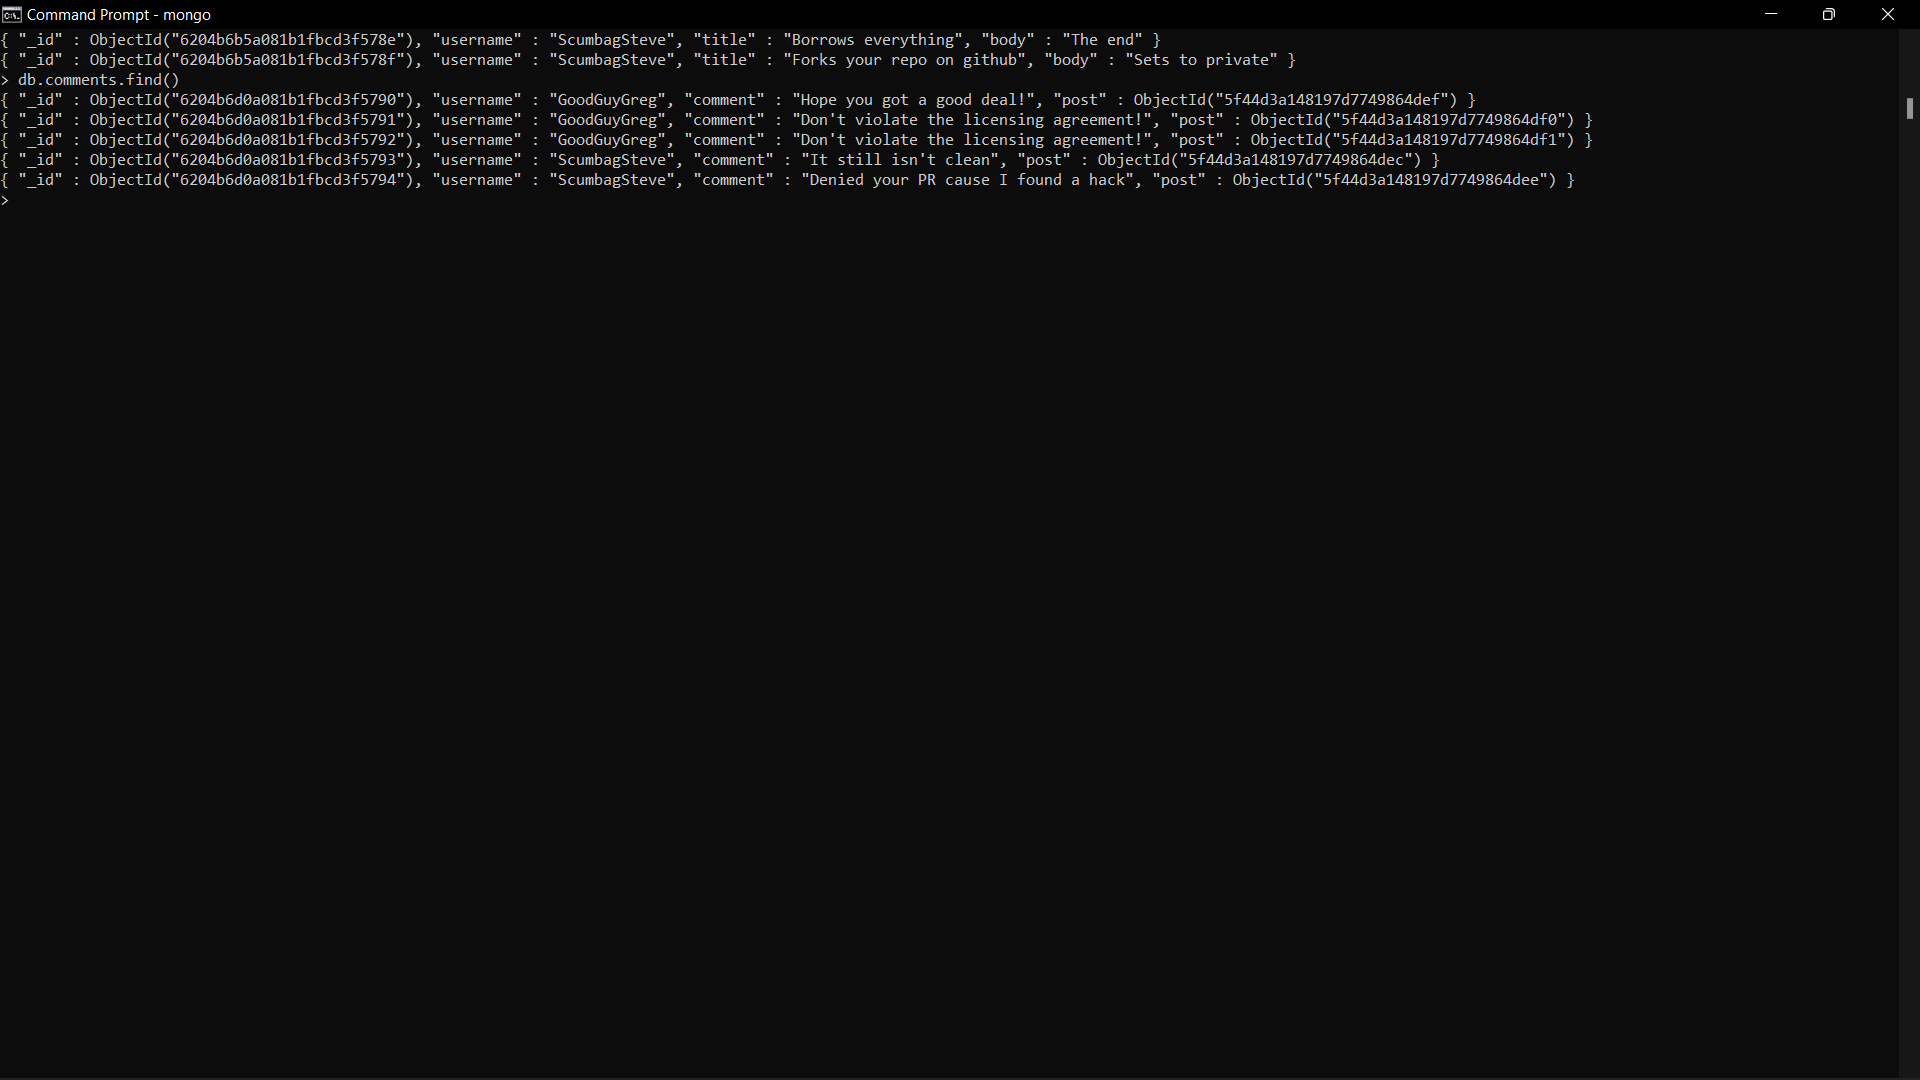 Command Prompt - mongo
{ "_id" : ObjectId("6204b6b5a081b1fbcd3f578e"), "username" : "ScumbagSteve", "title" : "Borrows everything", "body" : "The end" }
{ "_id" : ObjectId("6204b6b5a081b1fbcd3f578f"), "username" : "ScumbagSteve", "title" : "Forks your repo on github", "body" : "Sets to private" }
> db.comments.find()
{ "_id" : ObjectId("6204b6d0a081b1fbcd3f5790"), "username" : "GoodGuyGreg", "comment" : "Hope you got a good deal!", "post" : ObjectId("5f44d3a148197d7749864def") }
{ "_id" : ObjectId("6204b6d0a081b1fbcd3f5791"), "username" : "GoodGuyGreg", "comment" : "Don't violate the licensing agreement!", "post" : ObjectId("5f44d3a148197d7749864df0") }
{ "_id" : ObjectId("6204b6d0a081b1fbcd3f5792"), "username" : "GoodGuyGreg", "comment" : "Don't violate the licensing agreement!", "post" : ObjectId("5f44d3a148197d7749864df1") }
{ "_id" : ObjectId("6204b6d0a081b1fbcd3f5793"), "username" : "ScumbagSteve", "comment" : "It still isn't clean", "post" : ObjectId("5f44d3a148197d7749864dec") }
{ "_id" : ObjectId("6204b6d0a081b1fbcd3f5794"), "username" : "ScumbagSteve", "comment" : "Denied your PR cause I found a hack", "post" : ObjectId("5f44d3a148197d7749864dee") }
>